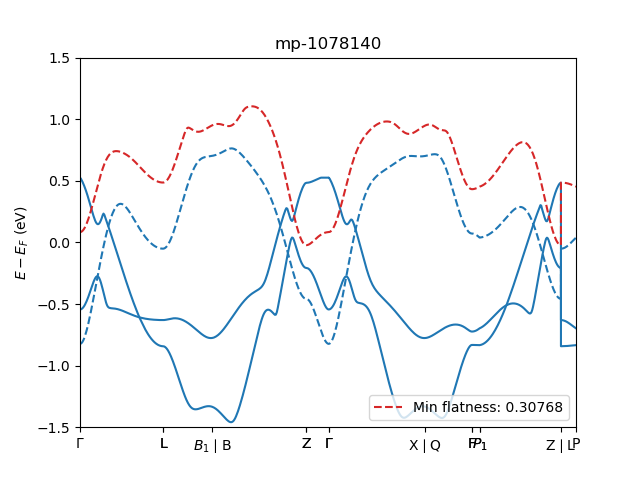 mp-1078140
E − E_F (eV)
1.5
1.0
0.5
0.0
−0.5
−1.0
−1.5
Min flatness: 0.30768
Γ L B₁ | B Z Γ X | Q P₁ Z | L P